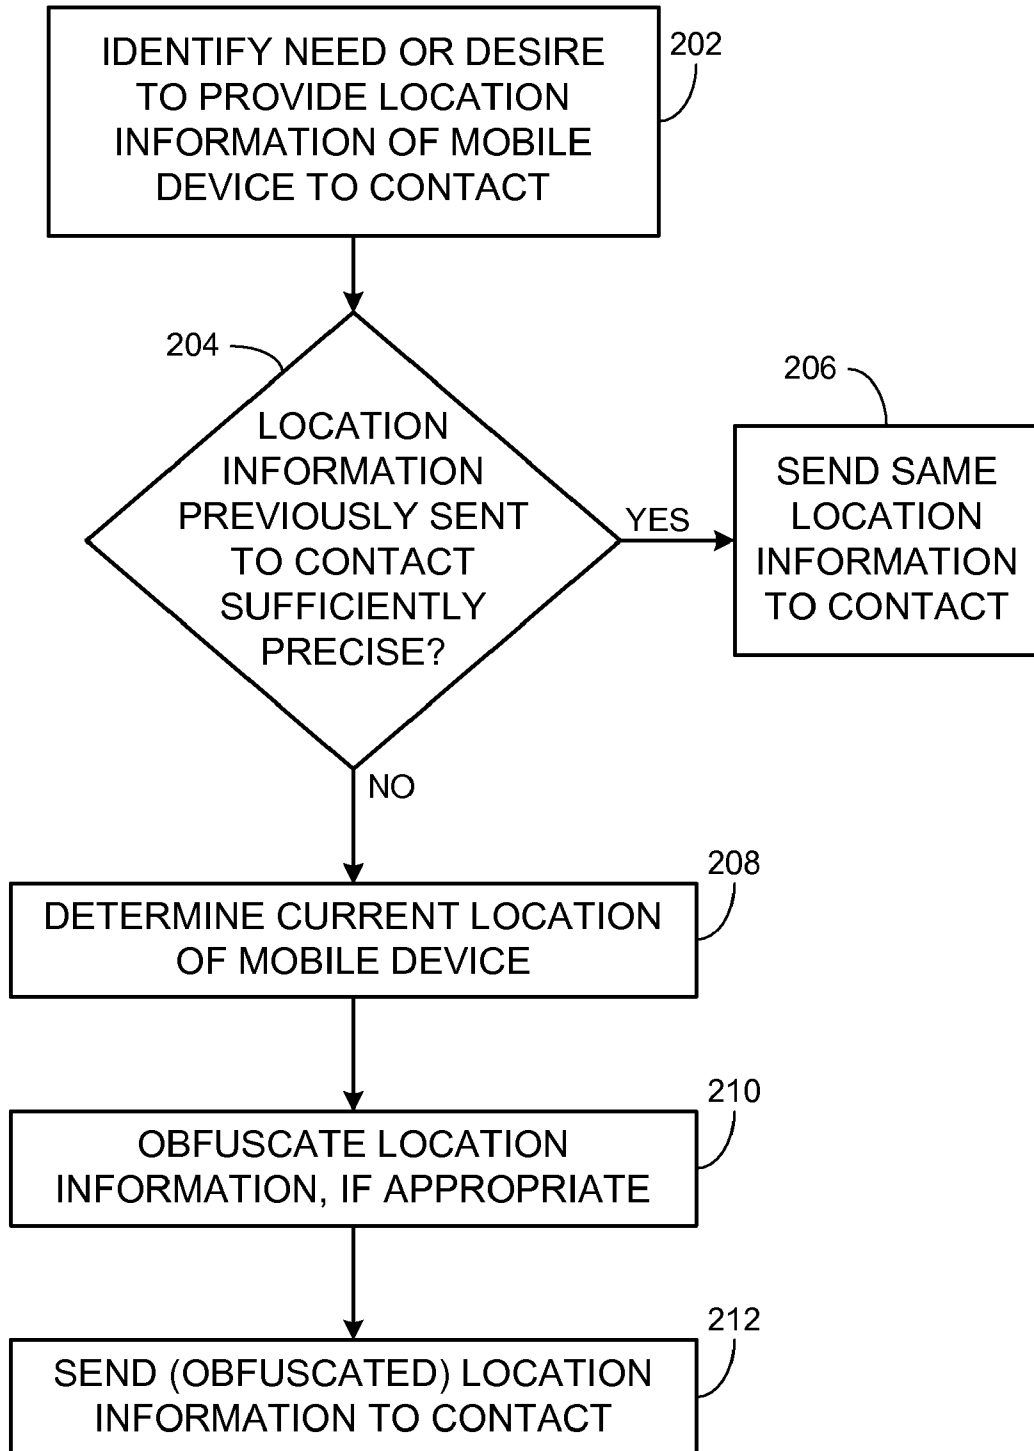 IDENTIFY NEED OR DESIRE
TO PROVIDE LOCATION
INFORMATION OF MOBILE
DEVICE TO CONTACT
202
204
LOCATION
INFORMATION
PREVIOUSLY SENT
TO CONTACT
SUFFICIENTLY
PRECISE?
YES
206
SEND SAME
LOCATION
INFORMATION
TO CONTACT
NO
208
DETERMINE CURRENT LOCATION
OF MOBILE DEVICE
210
OBFUSCATE LOCATION
INFORMATION, IF APPROPRIATE
212
SEND (OBFUSCATED) LOCATION
INFORMATION TO CONTACT